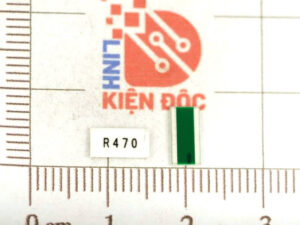 LINH
KIỆN ĐỘC
R470
0 cm 1 2 3